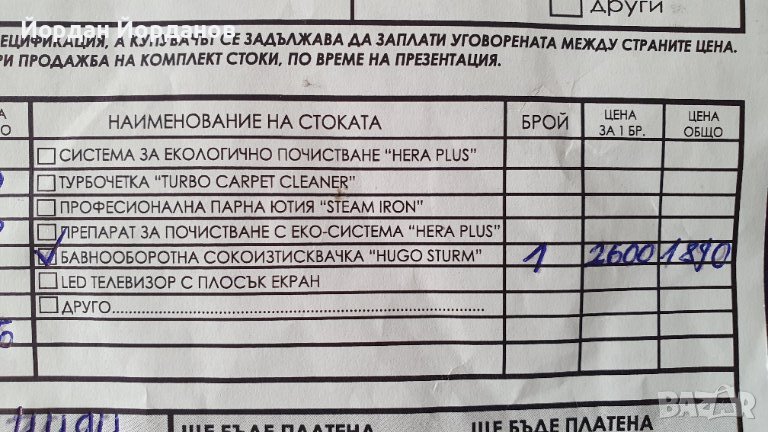 Йордан Йорданов
други
ЕЦИФИКАЦИЯ, А КУПУВАЧЪТ СЕ ЗАДЪЛЖАВА ДА ЗАПЛАТИ УГОВОРЕНАТА МЕЖДУ СТРАНИТЕ ЦЕНА.
РИ ПРОДАЖБА НА КОМПЛЕКТ СТОКИ, ПО ВРЕМЕ НА ПРЕЗЕНТАЦИЯ.
НАИМЕНОВАНИЕ НА СТОКАТА БРОЙ ЦЕНА ЗА 1 БР. ЦЕНА ОБЩО
СИСТЕМА ЗА ЕКОЛОГИЧНО ПОЧИСТВАНЕ "HERA PLUS"
ТУРБОЧЕТКА "TURBO CARPET CLEANER"
ПРОФЕСИОНАЛНА ПАРНА ЮТИЯ "STEAM IRON"
ПРЕПАРАТ ЗА ПОЧИСТВАНЕ С ЕКО-СИСТЕМА "HERA PLUS"
БАВНООБОРОТНА СОКОИЗТИСКВАЧКА "HUGO STURM" 1 2600 1890
LED ТЕЛЕВИЗОР С ПЛОСЪК ЕКРАН
ДРУГО
ЩЕ БЪДЕ ПЛАТЕНА ЩЕ БЪДЕ ПЛАТЕНА
BAZAR